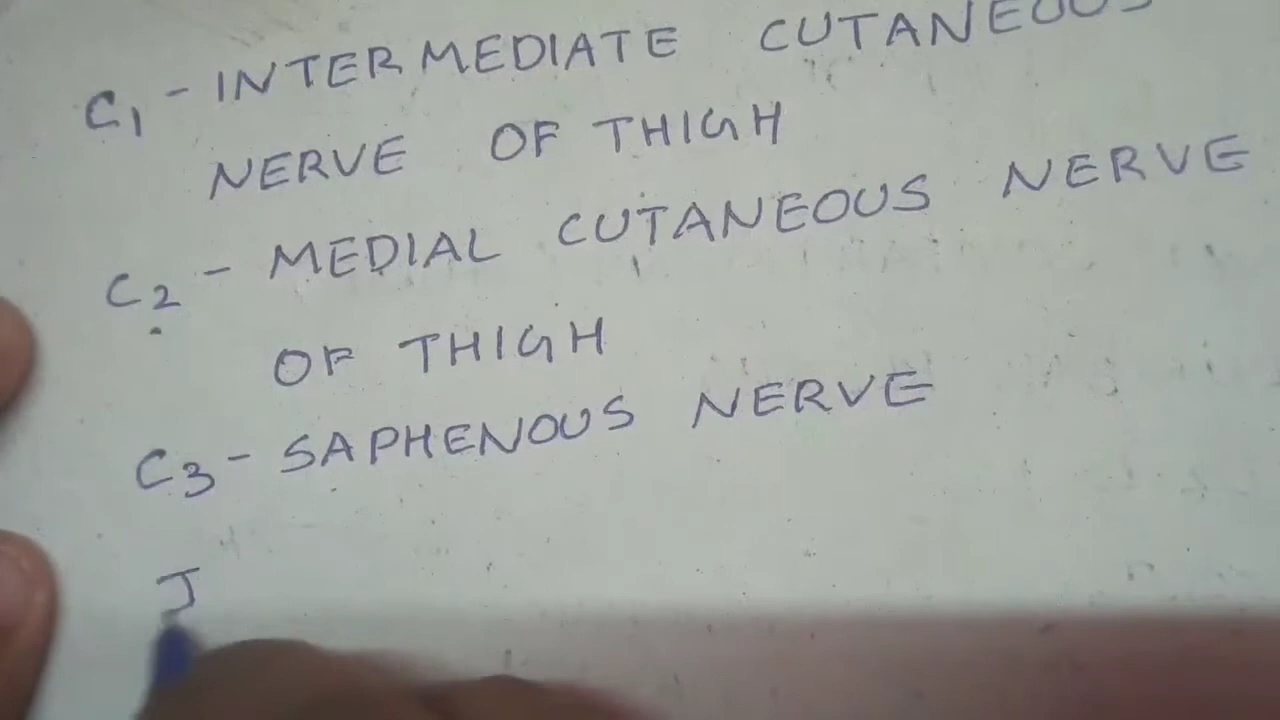 C1 - INTERMEDIATE CUTANEOUS
NERVE OF THIGH
C2 - MEDIAL CUTANEOUS NERVE
OF THIGH
C3 - SAPHENOUS NERVE
J